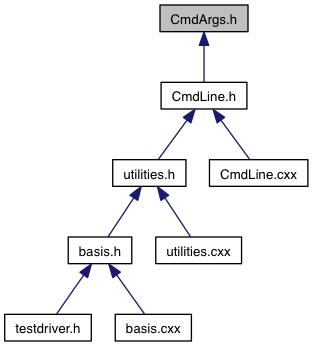 CmdArgs.h
CmdLine.h
utilities.h
CmdLine.cxx
basis.h
utilities.cxx
testdriver.h
basis.cxx